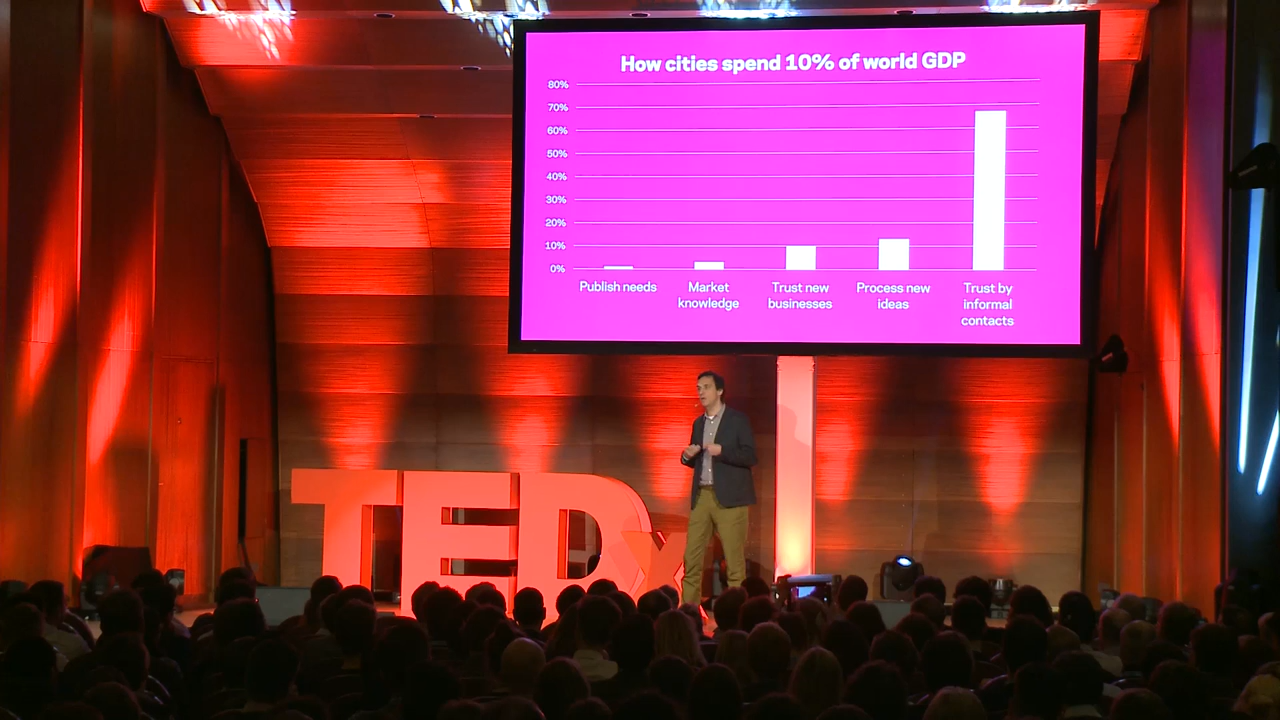 How cities spend 10% of world GDP
80%
70%
60%
50%
40%
30%
20%
10%
0%
Publish needs
Market
knowledge
Trust new
businesses
Process new
ideas
Trust by
informal
contacts
TEDx